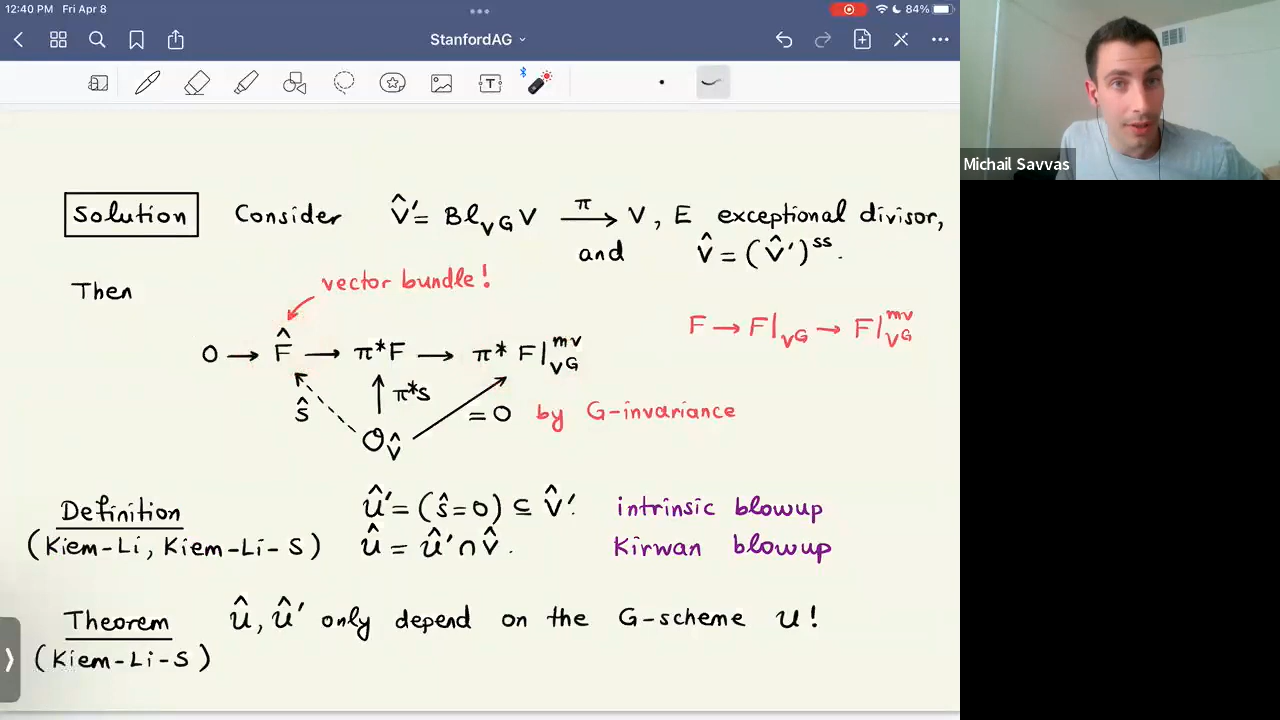 12:40 PM Fri Apr 8
84%
StanfordAG
Michail Savvas
Solution Consider V̂' = Bl_{V^G} V —π→ V, E exceptional divisor,
and V̂ = (V̂')^{ss}.
Then
vector bundle!
F → F|_{V^G} → F|_{V^G}^{mv}
0 → F̂ → π*F → π* F|_{V^G}^{mv}
ŝ π*s = 0 by G-invariance
O_{V̂}
Definition Û' = (ŝ = 0) ⊆ V̂'. intrinsic blowup
(Kiem-Li, Kiem-Li-S) Û = Û' ∩ V̂. Kirwan blowup
Theorem Û, Û' only depend on the G-scheme U!
(Kiem-Li-S)